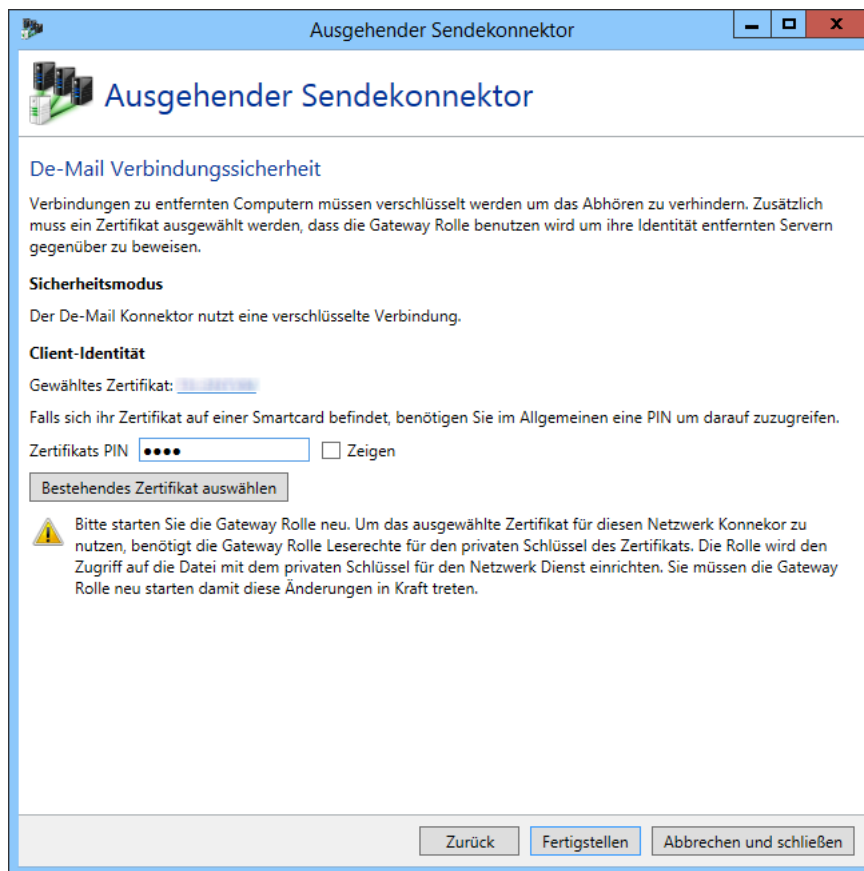 Ausgehender Sendekonnektor
Ausgehender Sendekonnektor
De-Mail Verbindungssicherheit
Verbindungen zu entfernten Computern müssen verschlüsselt werden um das Abhören zu verhindern. Zusätzlich
muss ein Zertifikat ausgewählt werden, dass die Gateway Rolle benutzen wird um ihre Identität entfernten Servern
gegenüber zu beweisen.
Sicherheitsmodus
Der De-Mail Konnektor nutzt eine verschlüsselte Verbindung.
Client-Identität
Gewähltes Zertifikat:
Falls sich ihr Zertifikat auf einer Smartcard befindet, benötigen Sie im Allgemeinen eine PIN um darauf zuzugreifen.
Zertifikats PIN ●●●● Zeigen
Bestehendes Zertifikat auswählen
Bitte starten Sie die Gateway Rolle neu. Um das ausgewählte Zertifikat für diesen Netzwerk Konnekor zu
nutzen, benötigt die Gateway Rolle Leserechte für den privaten Schlüssel des Zertifikats. Die Rolle wird den
Zugriff auf die Datei mit dem privaten Schlüssel für den Netzwerk Dienst einrichten. Sie müssen die Gateway
Rolle neu starten damit diese Änderungen in Kraft treten.
Zurück Fertigstellen Abbrechen und schließen